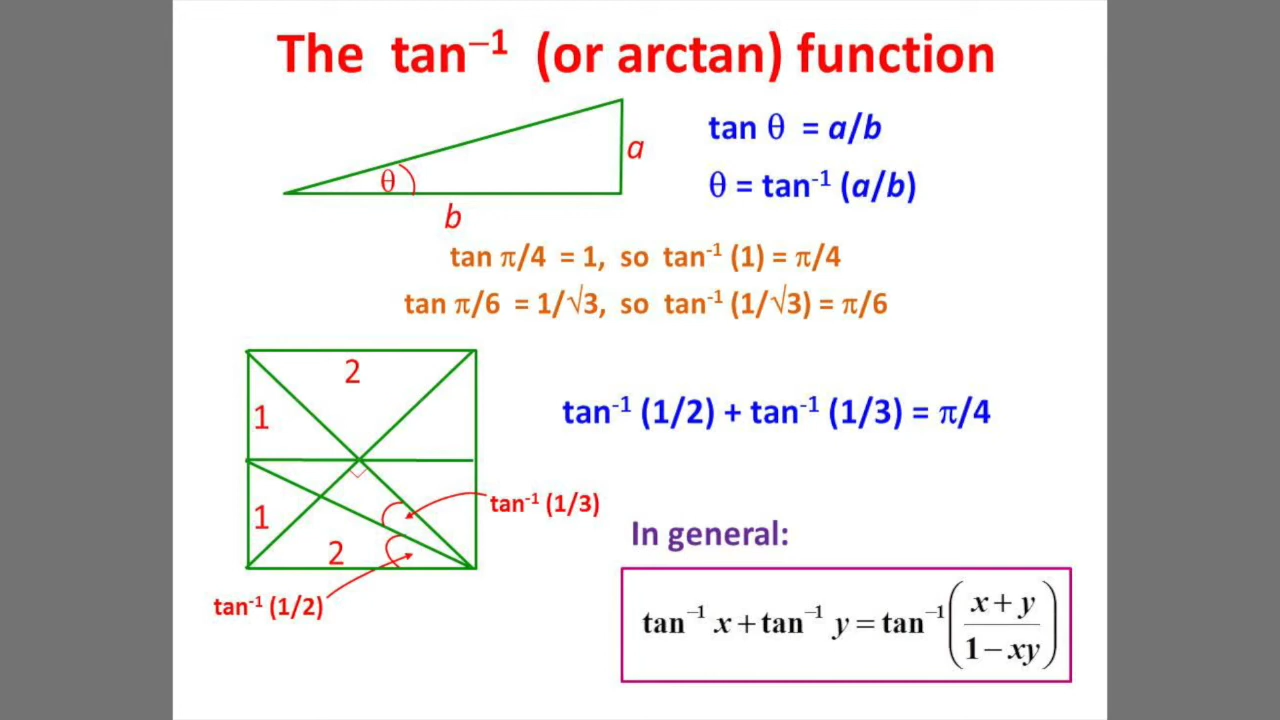 The tan⁻¹ (or arctan) function
tan θ = a/b
a
θ
θ = tan⁻¹ (a/b)
b
tan π/4 = 1, so tan⁻¹ (1) = π/4
tan π/6 = 1/√3, so tan⁻¹ (1/√3) = π/6
2
1
tan⁻¹ (1/2) + tan⁻¹ (1/3) = π/4
1
tan⁻¹ (1/3)
2
tan⁻¹ (1/2)
In general:
tan⁻¹ x + tan⁻¹ y = tan⁻¹ ((x + y)/(1 − xy))